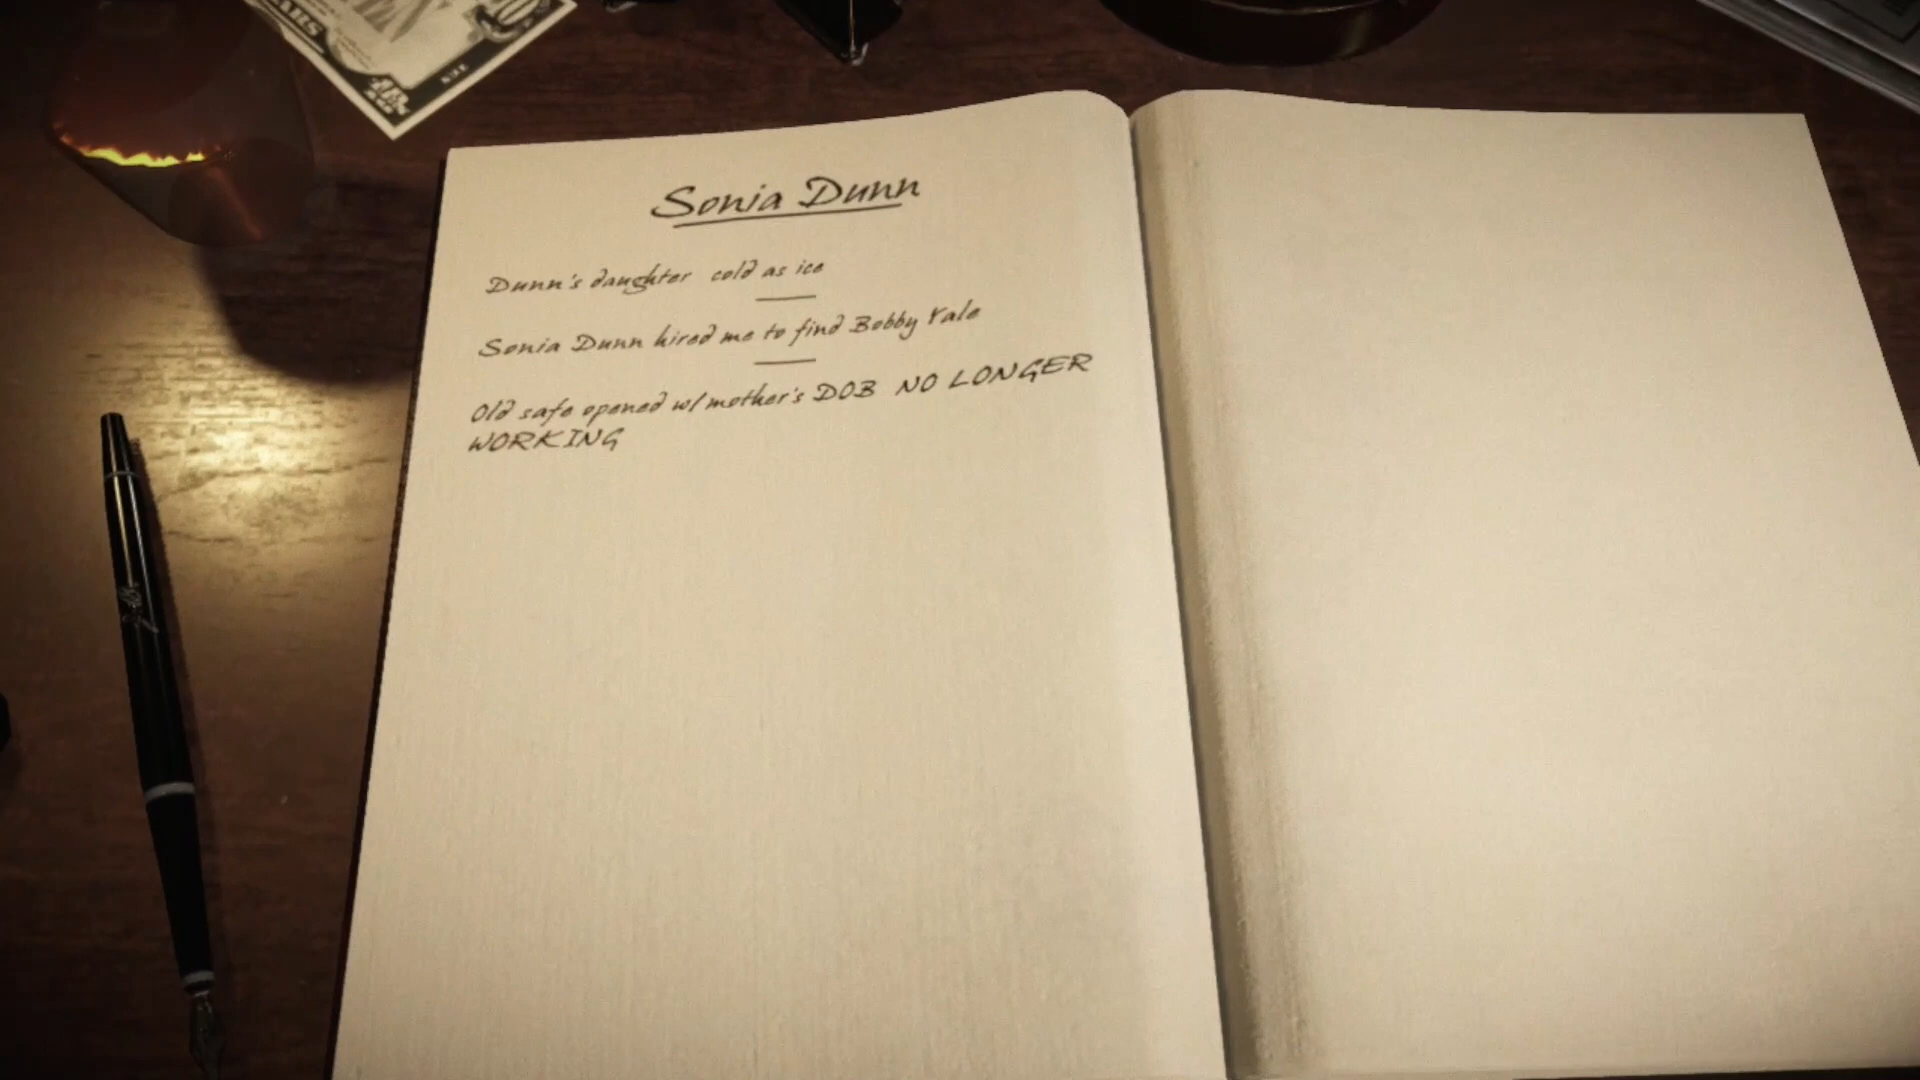 Sonia Dunn
Dunn's daughter cold as ice
Sonia Dunn hired me to find Bobby Yale
Old safe opened w/ mother's DOB NO LONGER
WORKING